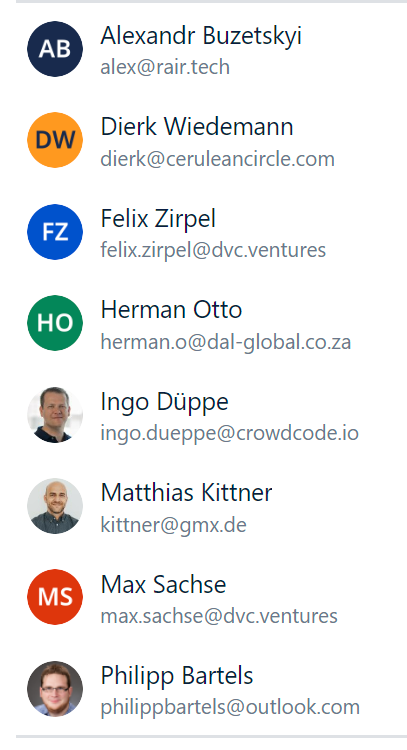 AB
Alexandr Buzetskyi
alex@rair.tech
DW
Dierk Wiedemann
dierk@ceruleancircle.com
FZ
Felix Zirpel
felix.zirpel@dvc.ventures
HO
Herman Otto
herman.o@dal-global.co.za
Ingo Düppe
ingo.dueppe@crowdcode.io
Matthias Kittner
kittner@gmx.de
MS
Max Sachse
max.sachse@dvc.ventures
Philipp Bartels
philippbartels@outlook.com